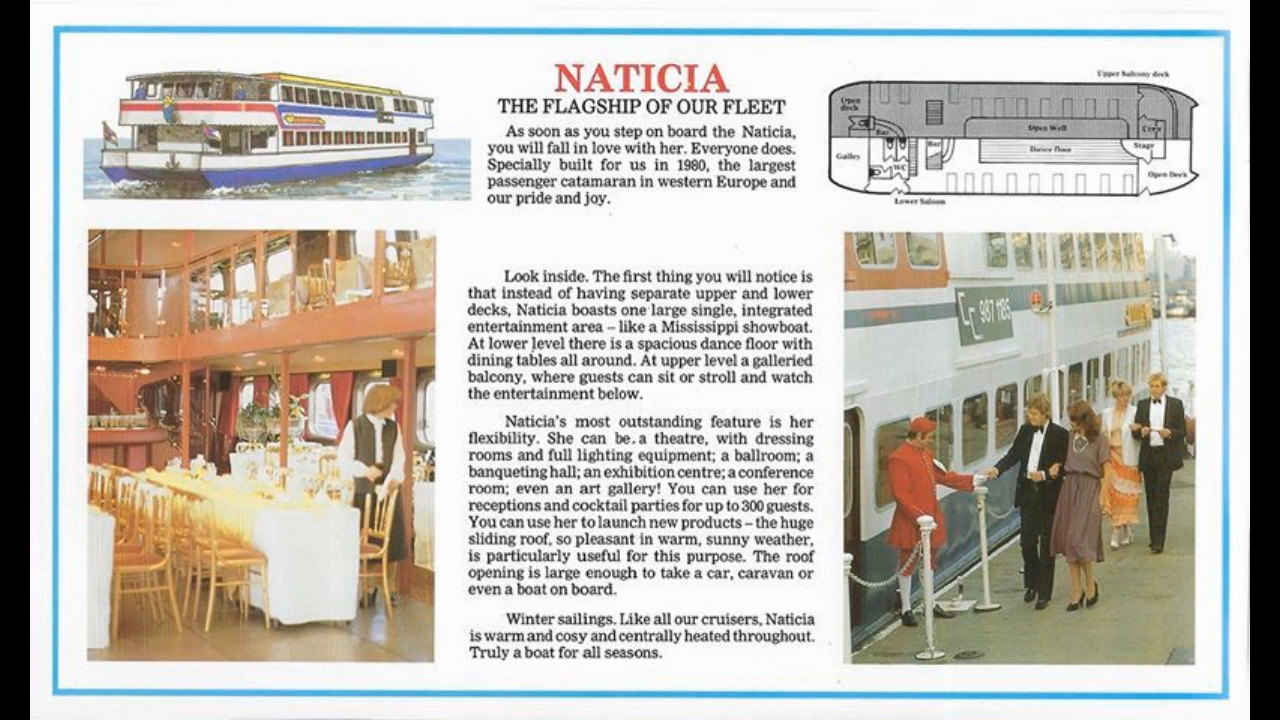 NATICIA
THE FLAGSHIP OF OUR FLEET
As soon as you step on board the Naticia,
you will fall in love with her. Everyone does.
Specially built for us in 1980, the largest
passenger catamaran in western Europe and
our pride and joy.
Upper balcony deck
Open
deck
Bar
Open Well
Crew
Galley
W/C
Bar
Dance floor
Stage
Open Deck
Lower Saloon
Look inside. The first thing you will notice is
that instead of having separate upper and lower
decks, Naticia boasts one large single, integrated
entertainment area – like a Mississippi showboat.
At lower level there is a spacious dance floor with
dining tables all around. At upper level a galleried
balcony, where guests can sit or stroll and watch
the entertainment below.
Naticia's most outstanding feature is her
flexibility. She can be a theatre, with dressing
rooms and full lighting equipment; a ballroom; a
banqueting hall; an exhibition centre; a conference
room; even an art gallery! You can use her for
receptions and cocktail parties for up to 300 guests.
You can use her to launch new products – the huge
sliding roof, so pleasant in warm, sunny weather,
is particularly useful for this purpose. The roof
opening is large enough to take a car, caravan or
even a boat on board.
Winter sailings. Like all our cruisers, Naticia
is warm and cosy and centrally heated throughout.
Truly a boat for all seasons.
987 1185